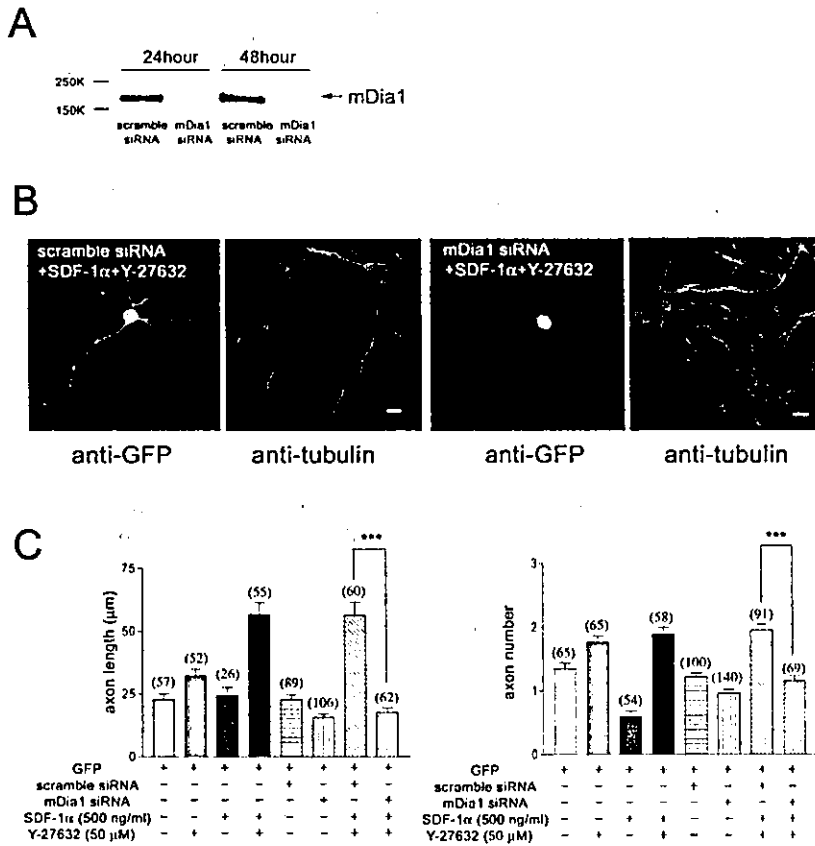 A
24hour 48hour
250K
150K
mDia1
scramble siRNA mDia1 siRNA scramble siRNA mDia1 siRNA
B
scramble siRNA
+SDF-1α+Y-27632
mDia1 siRNA
+SDF-1α+Y-27632
anti-GFP anti-tubulin anti-GFP anti-tubulin
C
axon length (μm)
75
50
25
0
(57) (52) (26) (55) (89) (106) (60) (62)
***
GFP + + + + + + + +
scramble siRNA − − − − + − + −
mDia1 siRNA − − − − − + − +
SDF-1α (500 ng/ml) − − + + − − + +
Y-27632 (50 μM) − + − + − − + +
axon number
3
2
1
0
(65) (65) (54) (58) (100) (140) (91) (69)
***
GFP + + + + + + + +
scramble siRNA − − − − + − + −
mDia1 siRNA − − − − − + − +
SDF-1α (500 ng/ml) − − + + − − + +
Y-27632 (50 μM) − + − + − − + +